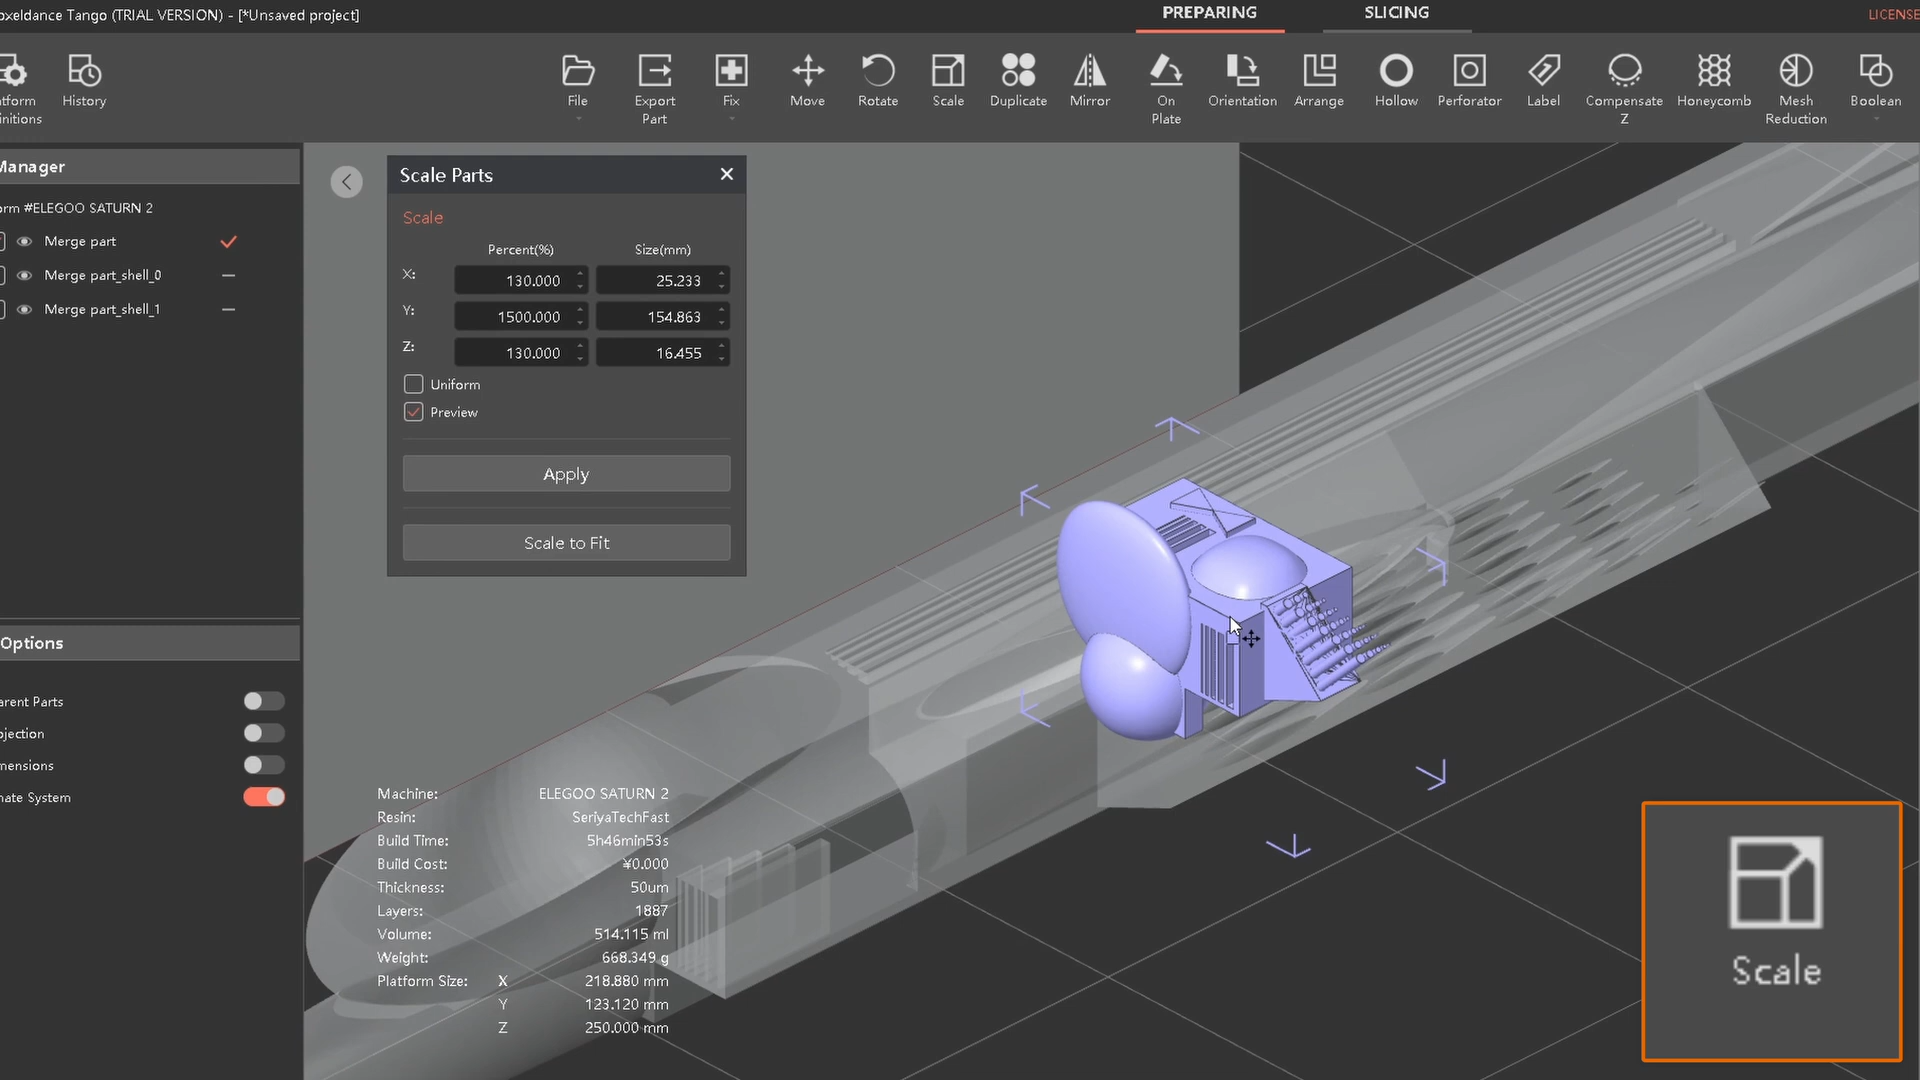 oxeldance Tango (TRIAL VERSION) - [*Unsaved project]
PREPARING
SLICING
LICENSE
tform
initions
History
File
Export
Part
Fix
Move
Rotate
Scale
Duplicate
Mirror
On
Plate
Orientation
Arrange
Hollow
Perforator
Label
Compensate
Z
Honeycomb
Mesh
Reduction
Boolean
Manager
orm #ELEGOO SATURN 2
Merge part
Merge part_shell_0
Merge part_shell_1
Scale Parts
Scale
Percent(%) Size(mm)
X: 130.000 25.233
Y: 1500.000 154.863
Z: 130.000 16.455
Uniform
Preview
Apply
Scale to Fit
Options
arent Parts
ojection
mensions
nate System
Machine: ELEGOO SATURN 2
Resin: SeriyaTechFast
Build Time: 5h46min53s
Build Cost: ¥0.000
Thickness: 50um
Layers: 1887
Volume: 514.115 ml
Weight: 668.349 g
Platform Size: X 218.880 mm
Y 123.120 mm
Z 250.000 mm
Scale